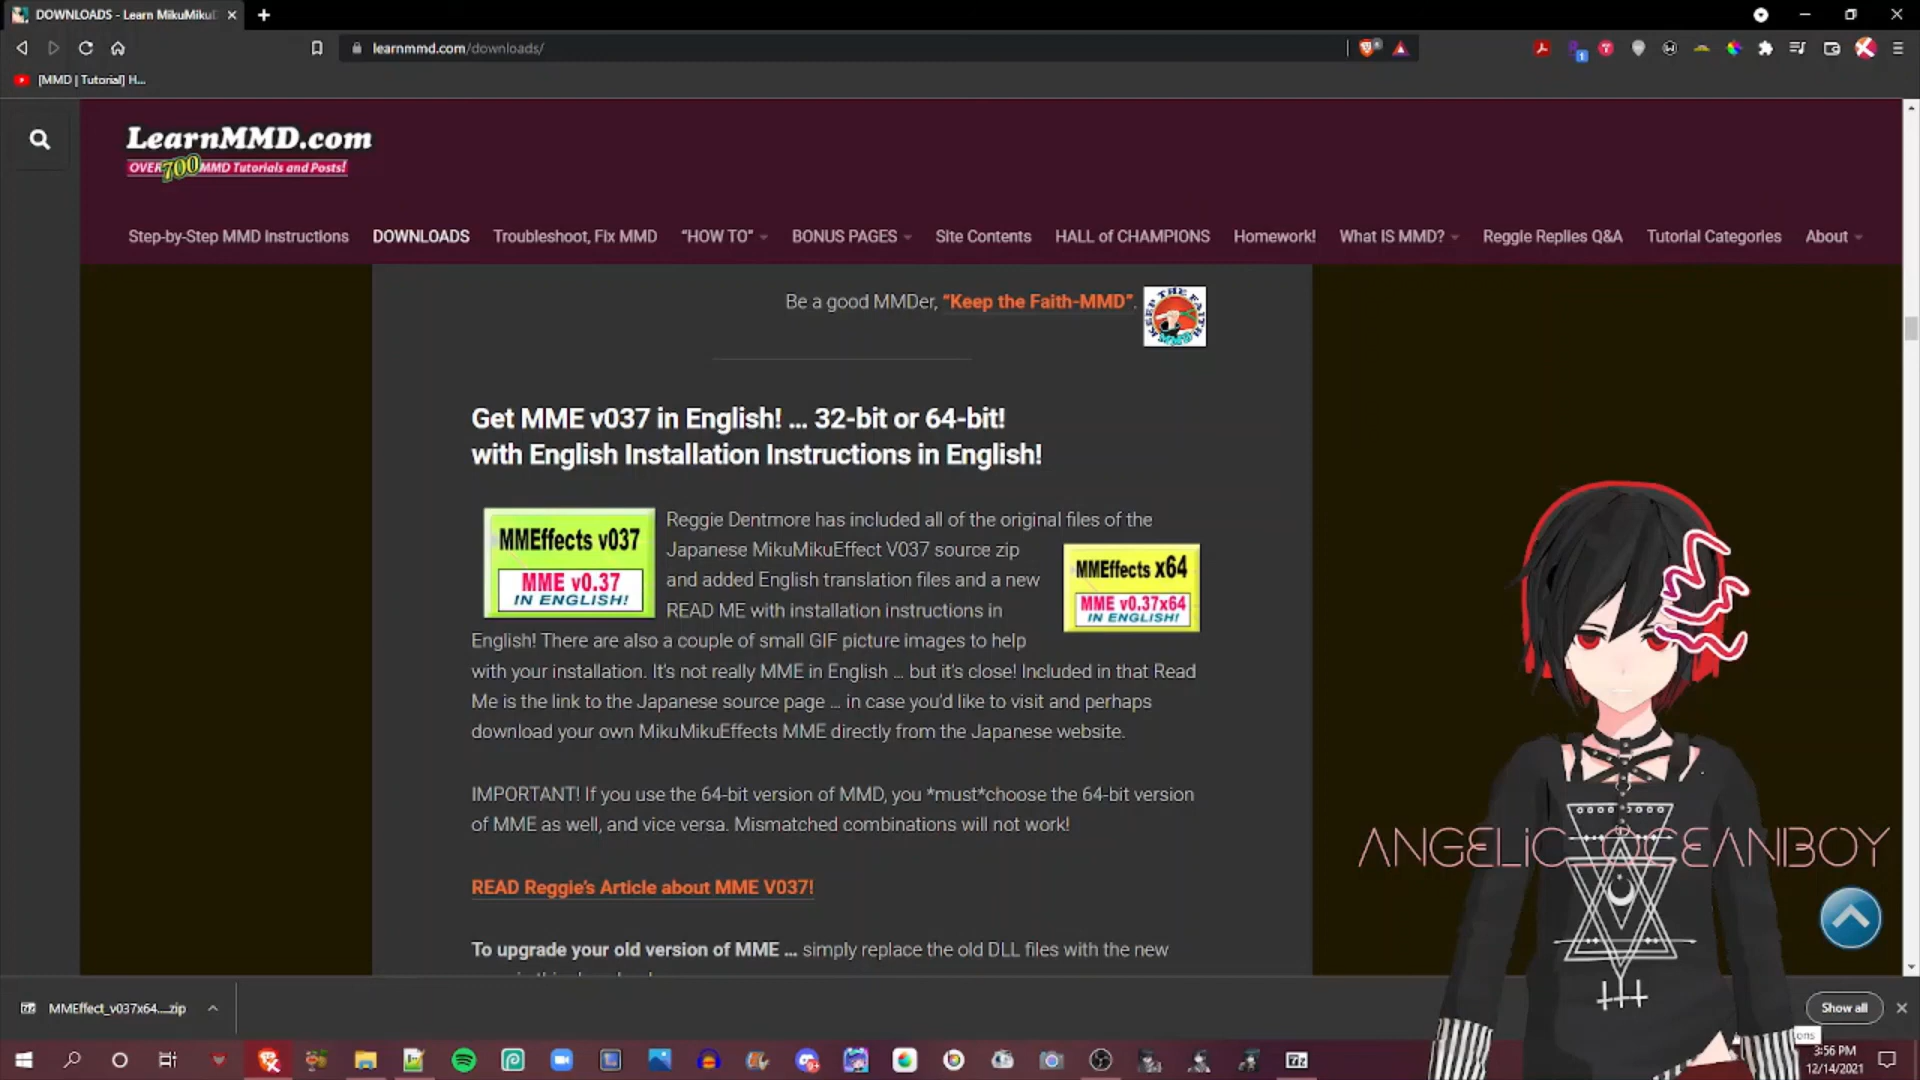 DOWNLOADS - Learn MikuMiku
learnmmd.com/downloads/
[MMD | Tutorial] H...
LearnMMD.com
OVER 700 MMD Tutorials and Posts!
Step-by-Step MMD Instructions DOWNLOADS Troubleshoot, Fix MMD "HOW TO" BONUS PAGES Site Contents HALL of CHAMPIONS Homework! What IS MMD? Reggie Replies Q&A Tutorial Categories About
Be a good MMDer, "Keep the Faith-MMD".
KEEP THE FAITH
MMD
Get MME v037 in English! ... 32-bit or 64-bit!
with English Installation Instructions in English!
MMEffects v037
MME v0.37
IN ENGLISH!
MMEffects x64
MME v0.37x64
IN ENGLISH!
Reggie Dentmore has included all of the original files of the
Japanese MikuMikuEffect V037 source zip
and added English translation files and a new
READ ME with installation instructions in
English! There are also a couple of small GIF picture images to help
with your installation. It's not really MME in English ... but it's close! Included in that Read
Me is the link to the Japanese source page ... in case you'd like to visit and perhaps
download your own MikuMikuEffects MME directly from the Japanese website.
IMPORTANT! If you use the 64-bit version of MMD, you *must*choose the 64-bit version
of MME as well, and vice versa. Mismatched combinations will not work!
READ Reggie's Article about MME V037!
To upgrade your old version of MME ... simply replace the old DLL files with the new
ANGELIC OCEANBOY
MMEffect_v037x64....zip
Show all
3:56 PM
12/14/2021